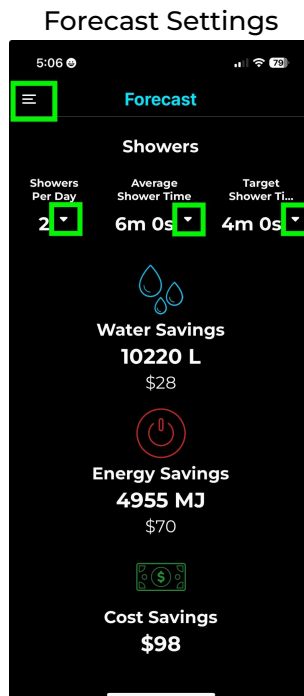 Forecast Settings
5:06
79
Forecast
Showers
Showers Per Day
Average Shower Time
Target Shower Ti...
2
6m 0s
4m 0s
Water Savings
10220 L
$28
Energy Savings
4955 MJ
$70
$
Cost Savings
$98